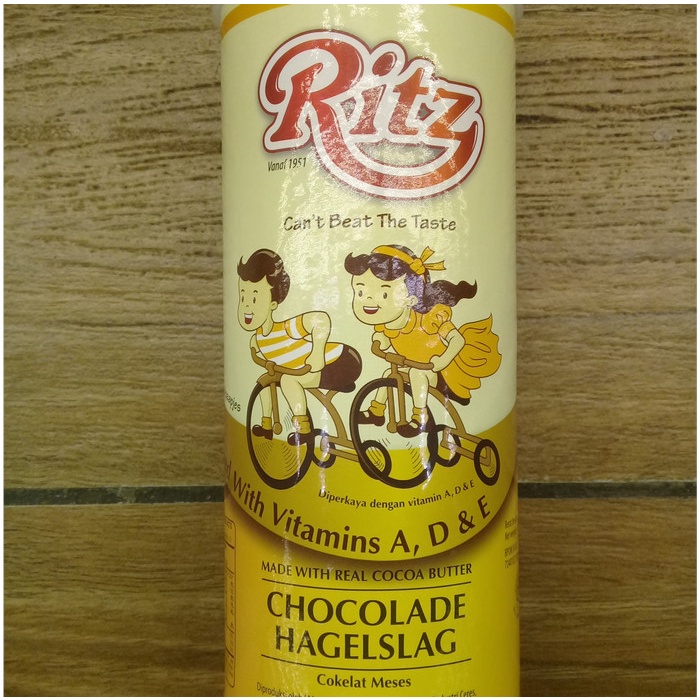 Ritz
Vanaf 1951
Can't Beat The Taste
Diperkaya dengan vitamin A, D & E
With Vitamins A, D & E
MADE WITH REAL COCOA BUTTER
CHOCOLADE
HAGELSLAG
Cokelat Meses